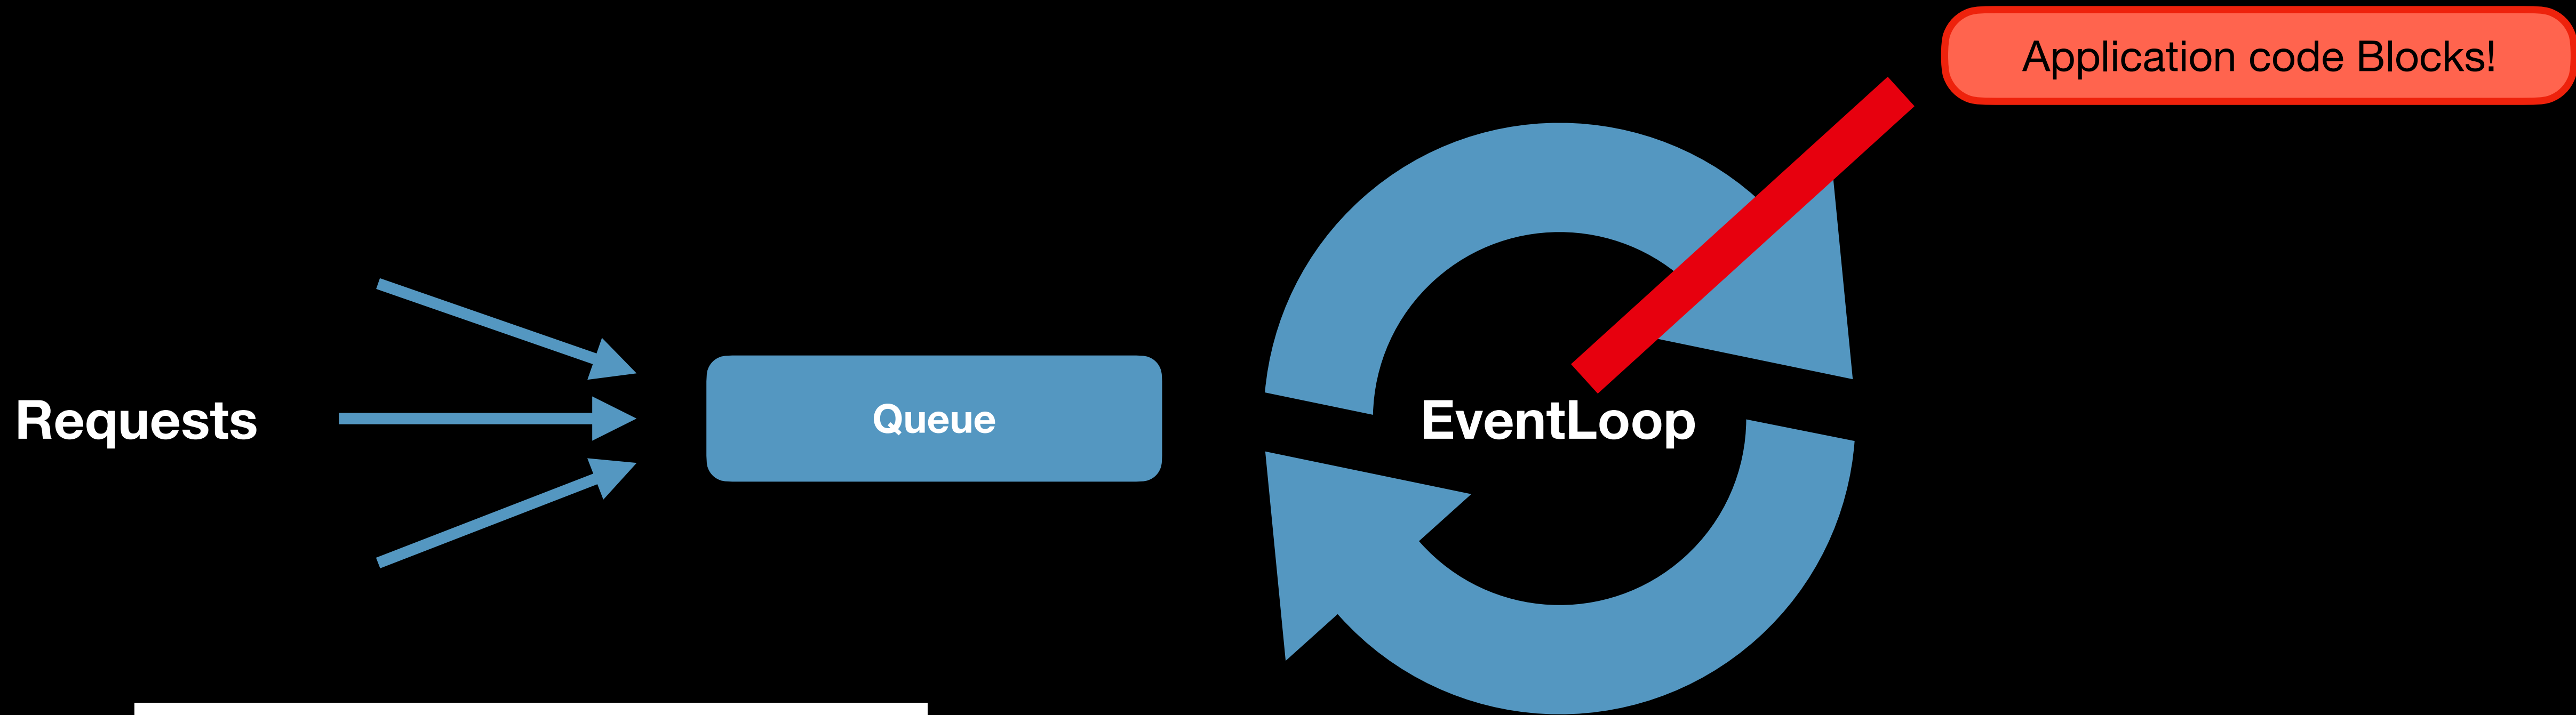 Application code Blocks!
Requests
Queue
EventLoop